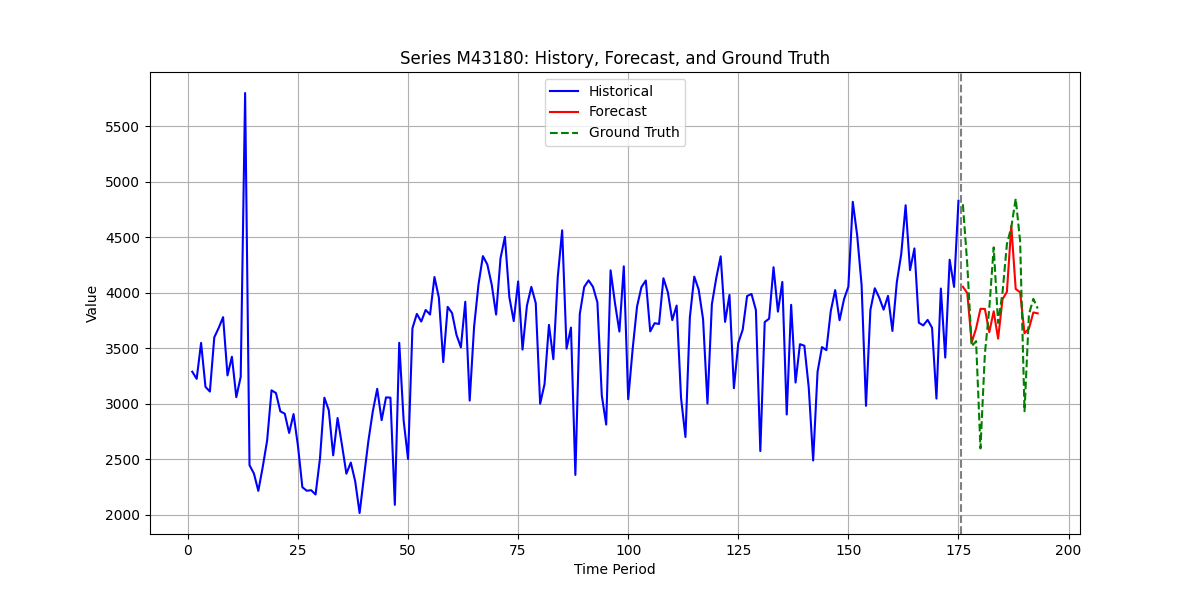 Series M43180: History, Forecast, and Ground Truth
Historical
Forecast
Ground Truth
Value
5500
5000
4500
4000
3500
3000
2500
2000
0 25 50 75 100 125 150 175 200
Time Period